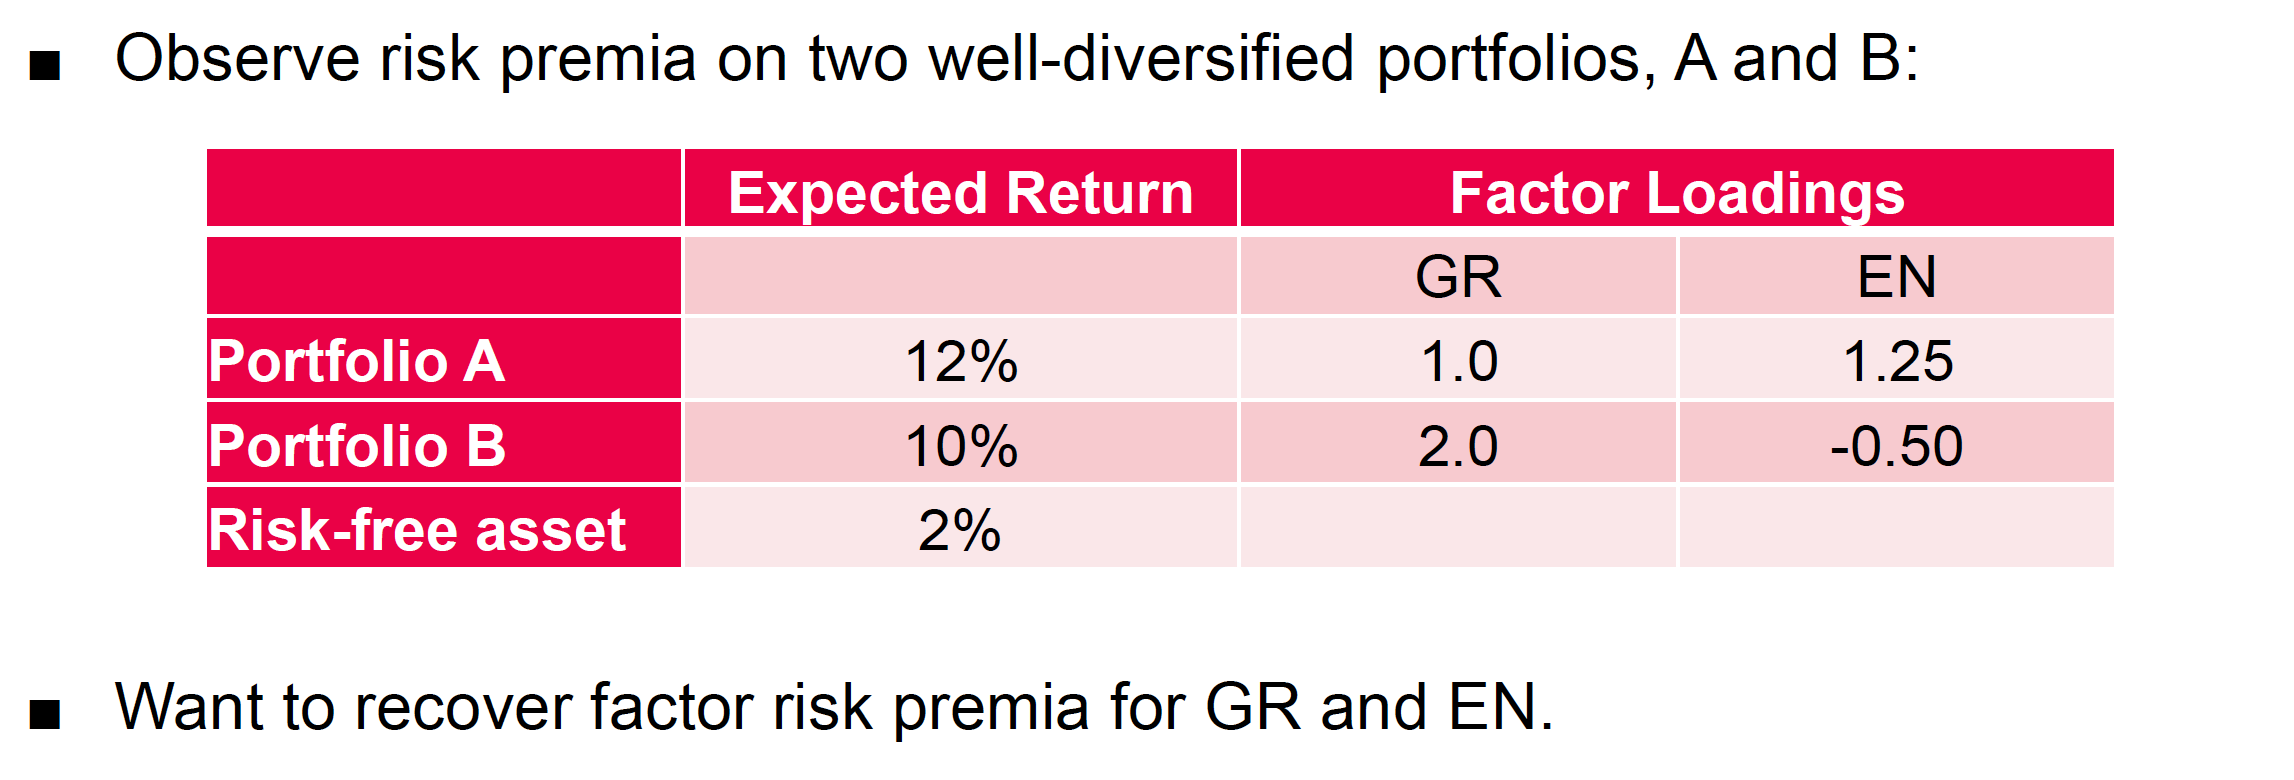 ■ Observe risk premia on two well-diversified portfolios, A and B:
Expected Return Factor Loadings
GR EN
Portfolio A 12% 1.0 1.25
Portfolio B 10% 2.0 -0.50
Risk-free asset 2%
■ Want to recover factor risk premia for GR and EN.